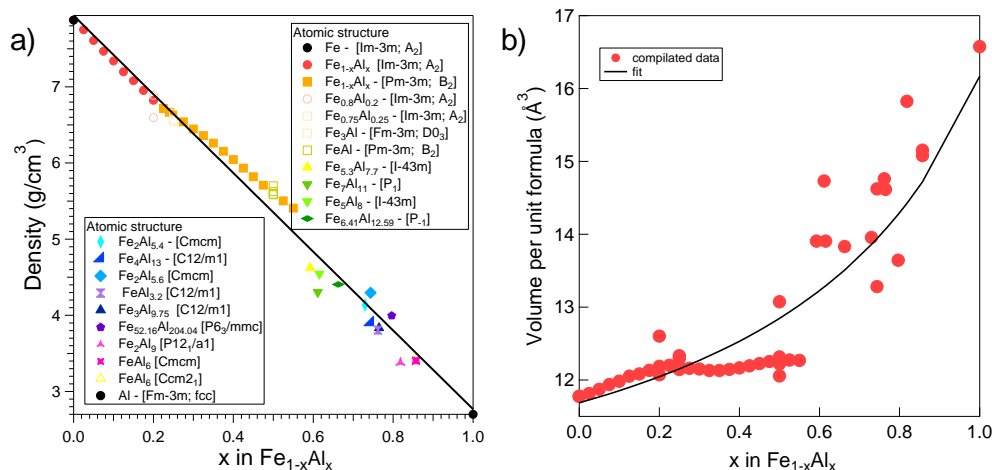 a)
Density (g/cm3)
7
6
5
4
3
0.0
0.2
0.4
0.6
0.8
1.0
x in Fe1-xAlx
Atomic structure
Fe - [Im-3m; A2]
Fe1-xAlx [Im-3m; A2]
Fe1-xAlx - [Pm-3m; B2]
Fe0.8Al0.2 - [Im-3m; A2]
Fe0.75Al0.25 - [Im-3m; A2]
Fe3Al - [Fm-3m; D03]
FeAl - [Pm-3m; B2]
Fe5.3Al7.7 - [I-43m]
Fe7Al11 - [P1]
Fe5Al8 - [I-43m]
Fe6.41Al12.59 - [P-1]
Atomic structure
Fe2Al5.4 - [Cmcm]
Fe4Al13 - [C12/m1]
Fe2Al5.6 [Cmcm]
FeAl3.2 [C12/m1]
Fe3Al9.75 [C12/m1]
Fe52.16Al204.04 [P63/mmc]
Fe2Al9 [P121/a1]
FeAl6 [Cmcm]
FeAl6 [Ccm21]
Al - [Fm-3m; fcc]
b)
Volume per unit formula (Å3)
17
16
15
14
13
12
0.0
0.2
0.4
0.6
0.8
1.0
x in Fe1-xAlx
compilated data
fit